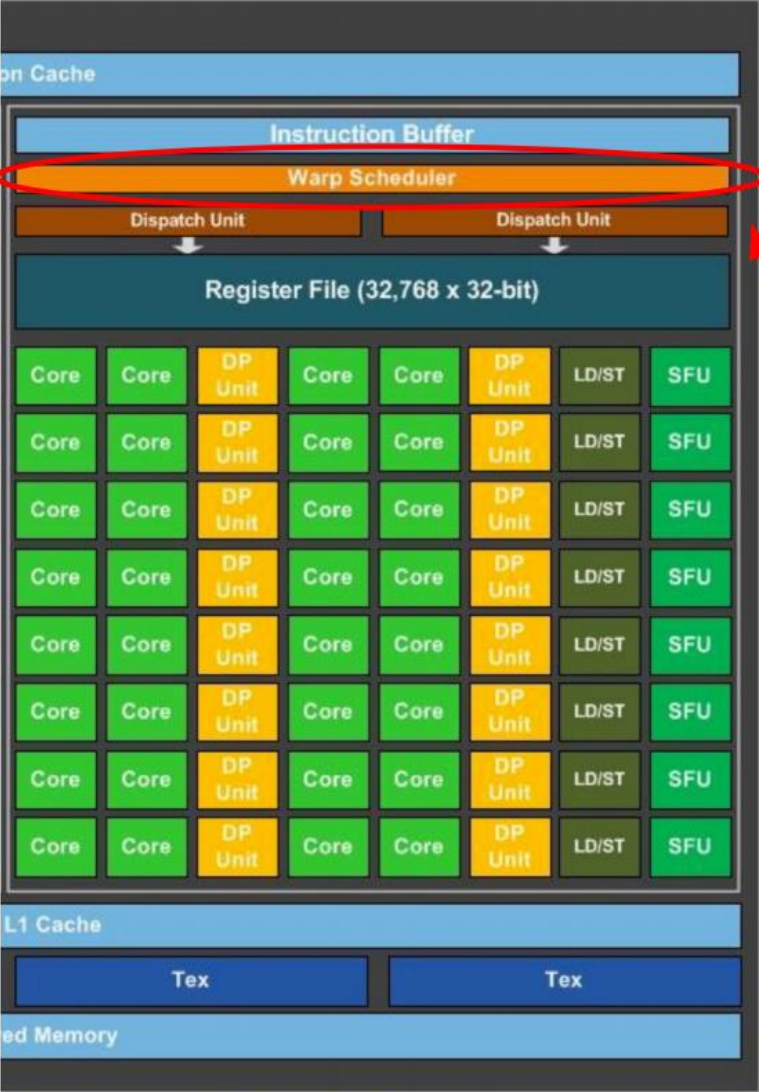 on Cache
Instruction Buffer
Warp Scheduler
Dispatch Unit Dispatch Unit
Register File (32,768 x 32-bit)
Core Core DP Unit Core Core DP Unit LD/ST SFU
Core Core DP Unit Core Core DP Unit LD/ST SFU
Core Core DP Unit Core Core DP Unit LD/ST SFU
Core Core DP Unit Core Core DP Unit LD/ST SFU
Core Core DP Unit Core Core DP Unit LD/ST SFU
Core Core DP Unit Core Core DP Unit LD/ST SFU
Core Core DP Unit Core Core DP Unit LD/ST SFU
Core Core DP Unit Core Core DP Unit LD/ST SFU
L1 Cache
Tex Tex
red Memory